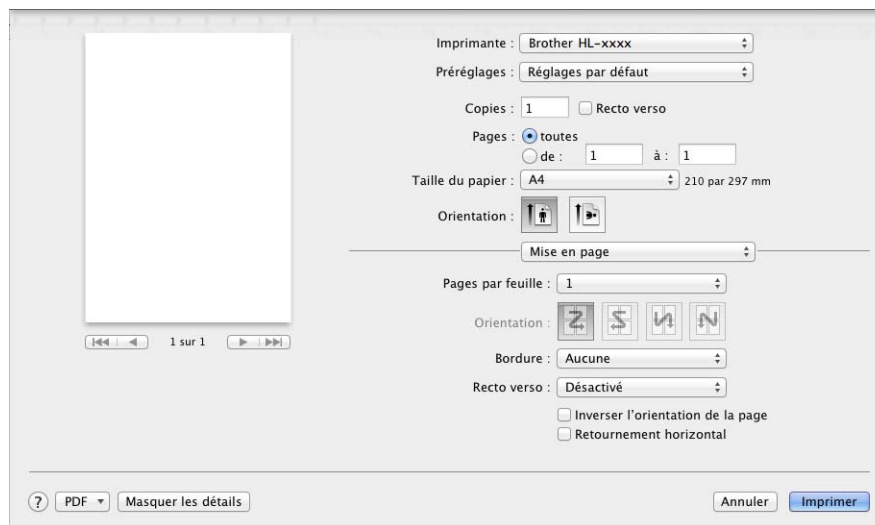 Imprimante : Brother HL-xxxx
Préréglages : Réglages par défaut
Copies : 1 Recto verso
Pages : toutes
de : 1 à : 1
Taille du papier : A4 210 par 297 mm
Orientation :
Mise en page
Pages par feuille : 1
Orientation :
1 sur 1
Bordure : Aucune
Recto verso : Désactivé
Inverser l'orientation de la page
Retournement horizontal
? PDF Masquer les détails Annuler Imprimer